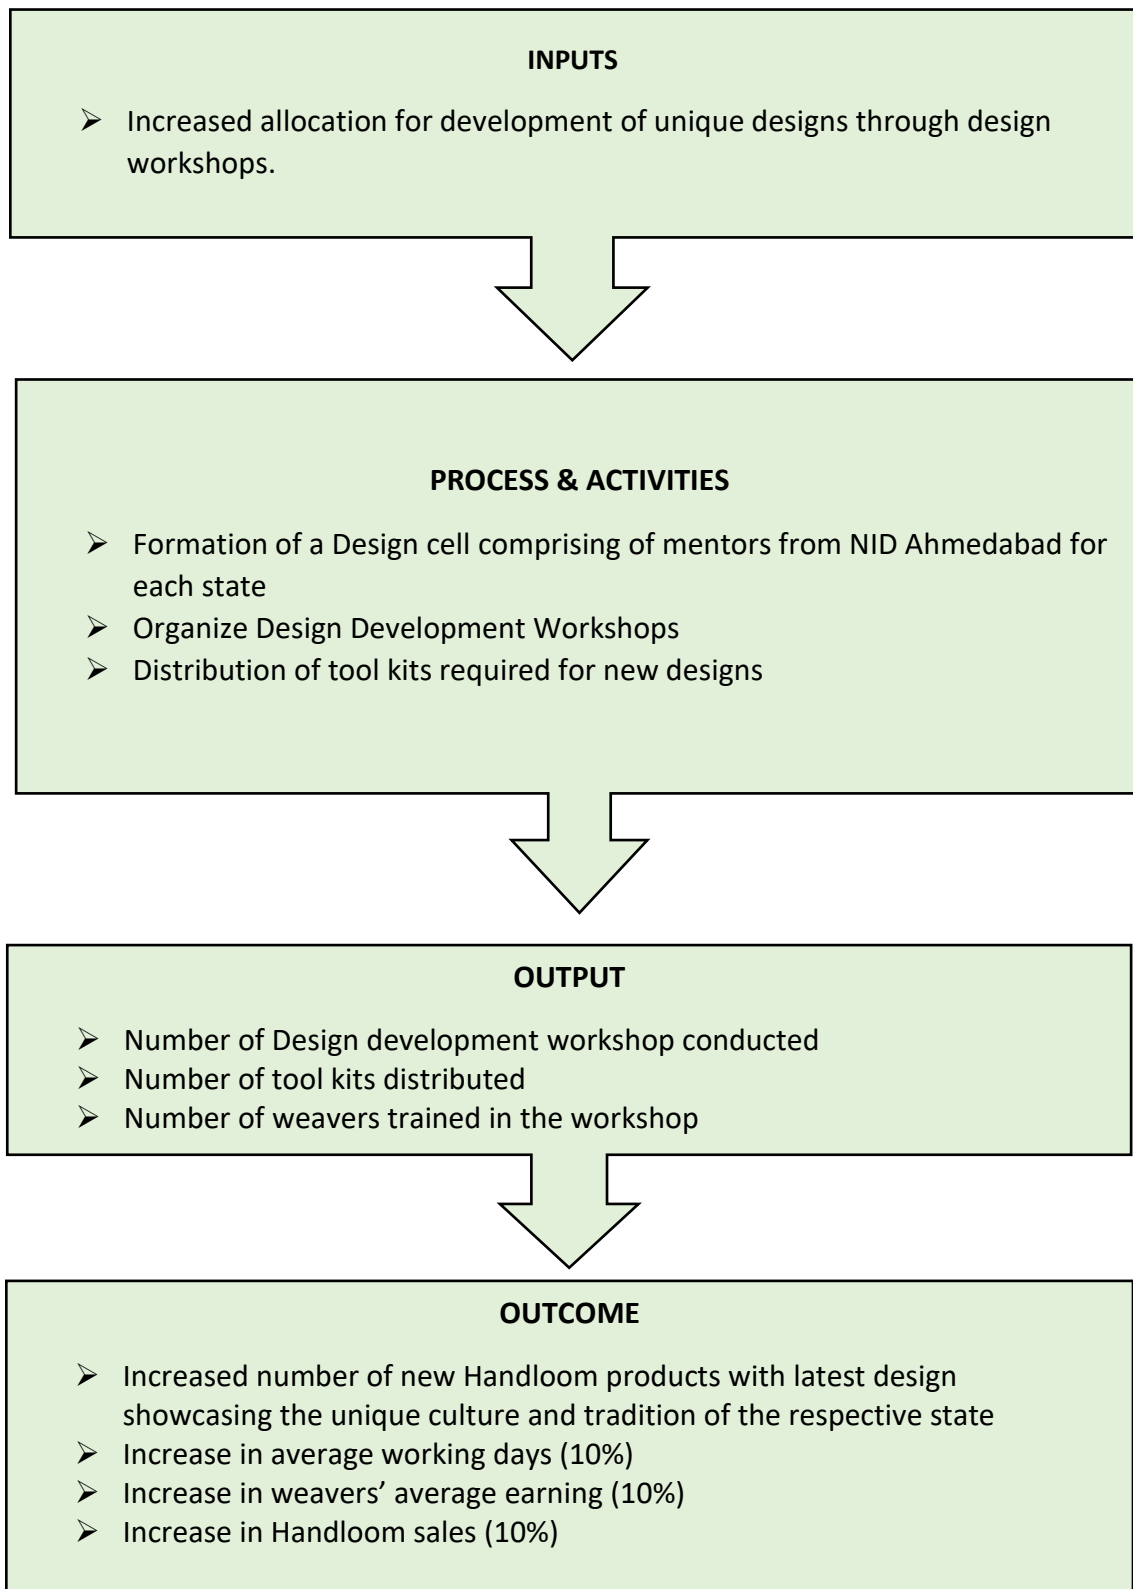 INPUTS
➢ Increased allocation for development of unique designs through design
workshops.
PROCESS & ACTIVITIES
➢ Formation of a Design cell comprising of mentors from NID Ahmedabad for
each state
➢ Organize Design Development Workshops
➢ Distribution of tool kits required for new designs
OUTPUT
➢ Number of Design development workshop conducted
➢ Number of tool kits distributed
➢ Number of weavers trained in the workshop
OUTCOME
➢ Increased number of new Handloom products with latest design
showcasing the unique culture and tradition of the respective state
➢ Increase in average working days (10%)
➢ Increase in weavers’ average earning (10%)
➢ Increase in Handloom sales (10%)